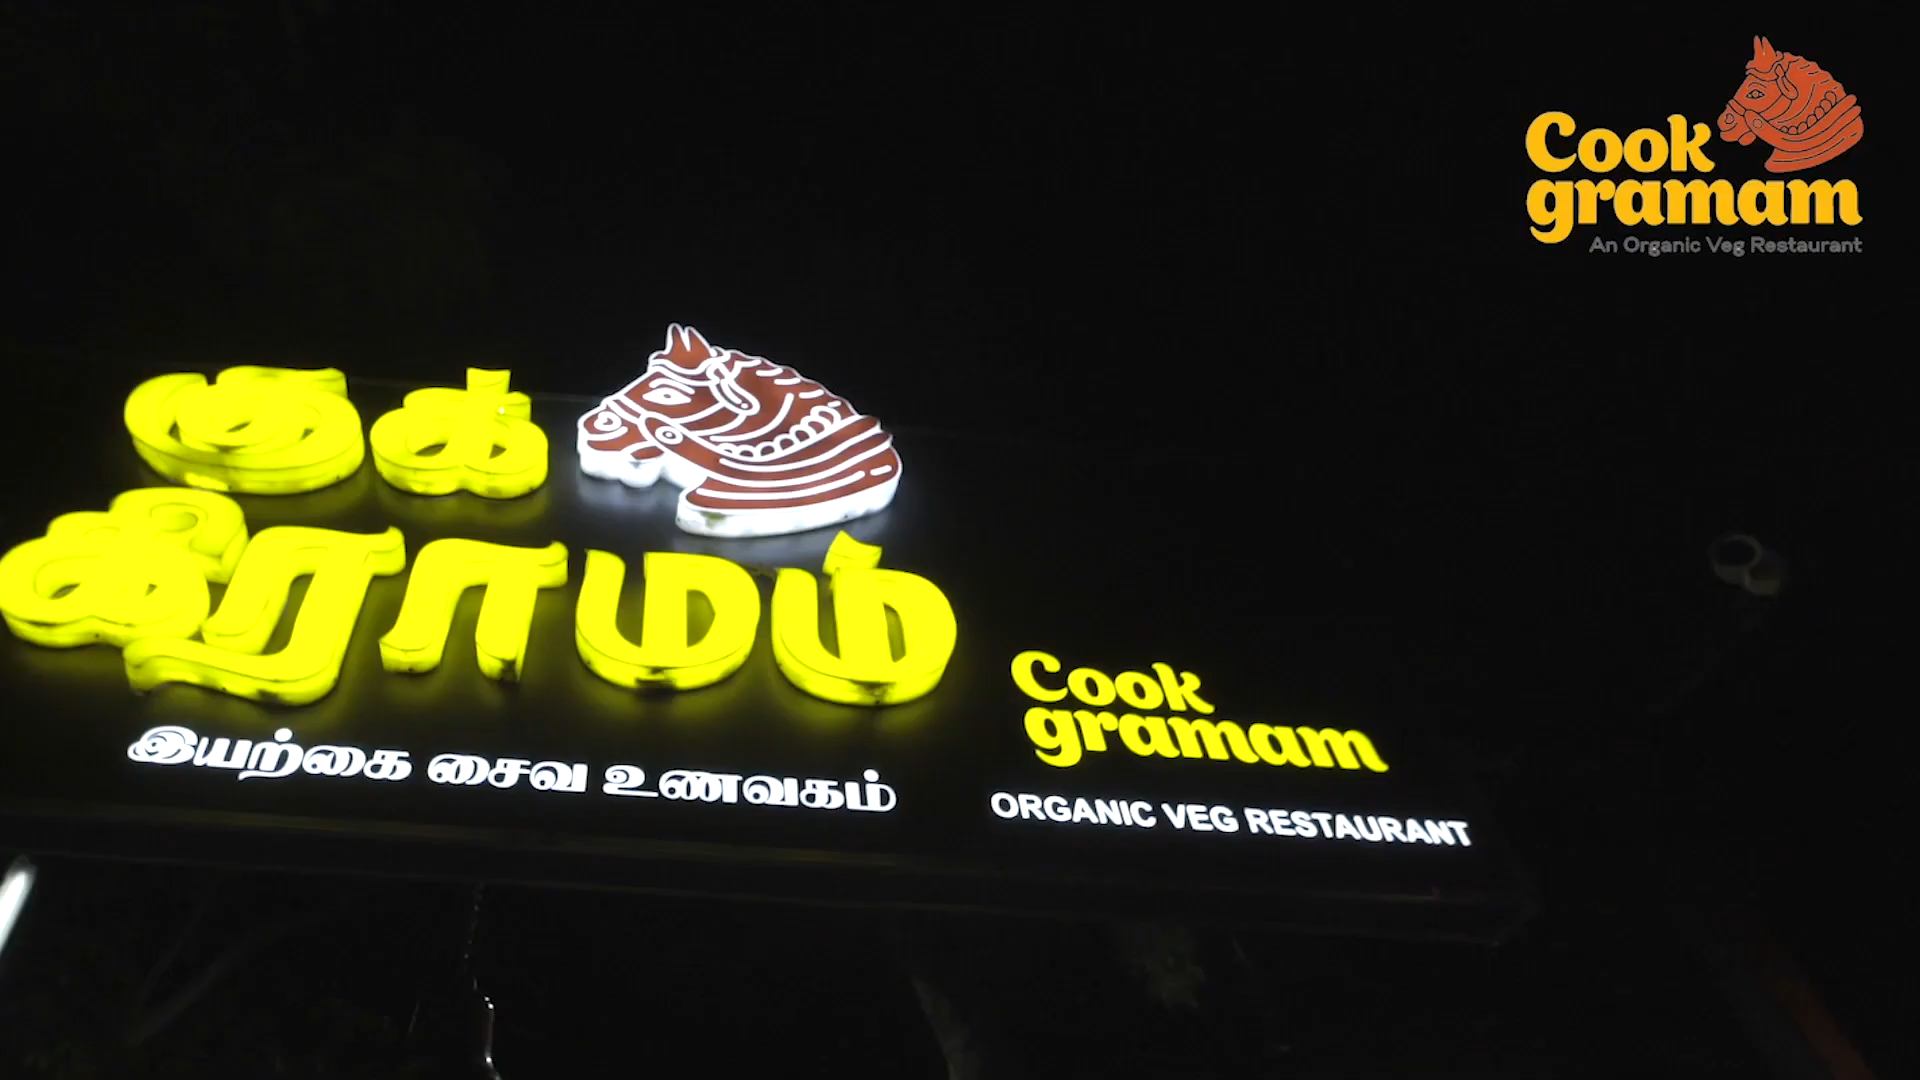 Cook
gramam
An Organic Veg Restaurant
குக்
கிராமம்
இயற்கை சைவ உணவகம்
Cook
gramam
ORGANIC VEG RESTAURANT